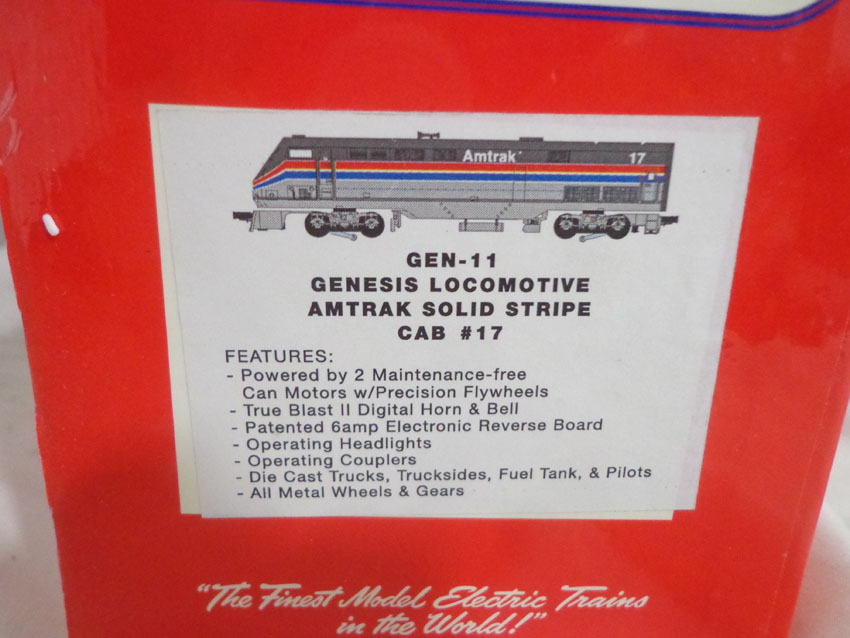 Amtrak
17
GEN-11
GENESIS LOCOMOTIVE
AMTRAK SOLID STRIPE
CAB #17
FEATURES:
- Powered by 2 Maintenance-free
Can Motors w/Precision Flywheels
- True Blast II Digital Horn & Bell
- Patented 6amp Electronic Reverse Board
- Operating Headlights
- Operating Couplers
- Die Cast Trucks, Trucksides, Fuel Tank, & Pilots
- All Metal Wheels & Gears
"The Finest Model Electric Trains
in the World!"